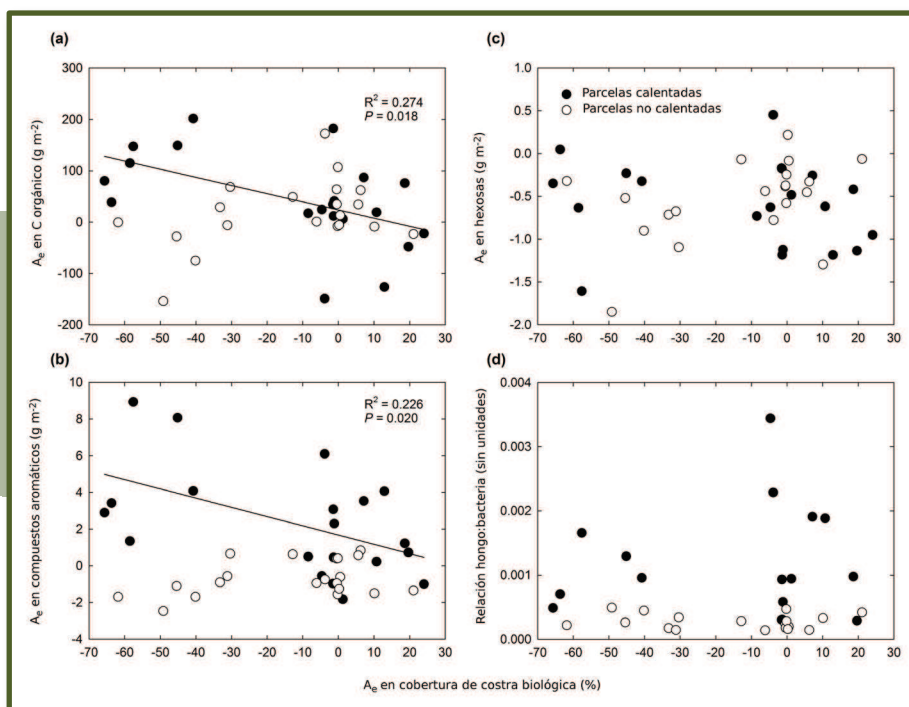 (a)
300
200
100
0
-100
-200
-70 -60 -50 -40 -30 -20 -10 0 10 20 30
Ae en C orgánico (g m-2)
R2 = 0.274
P = 0.018
(c)
1.0
0.5
0.0
-0.5
-1.0
-1.5
-2.0
-70 -60 -50 -40 -30 -20 -10 0 10 20 30
Ae en hexosas (g m-2)
Parcelas calentadas
Parcelas no calentadas
(b)
10
8
6
4
2
0
-2
-4
-70 -60 -50 -40 -30 -20 -10 0 10 20 30
Ae en compuestos aromáticos (g m-2)
R2 = 0.226
P = 0.020
(d)
0.004
0.003
0.002
0.001
0.000
-70 -60 -50 -40 -30 -20 -10 0 10 20 30
Relación hongo:bacteria (sin unidades)
Ae en cobertura de costra biológica (%)